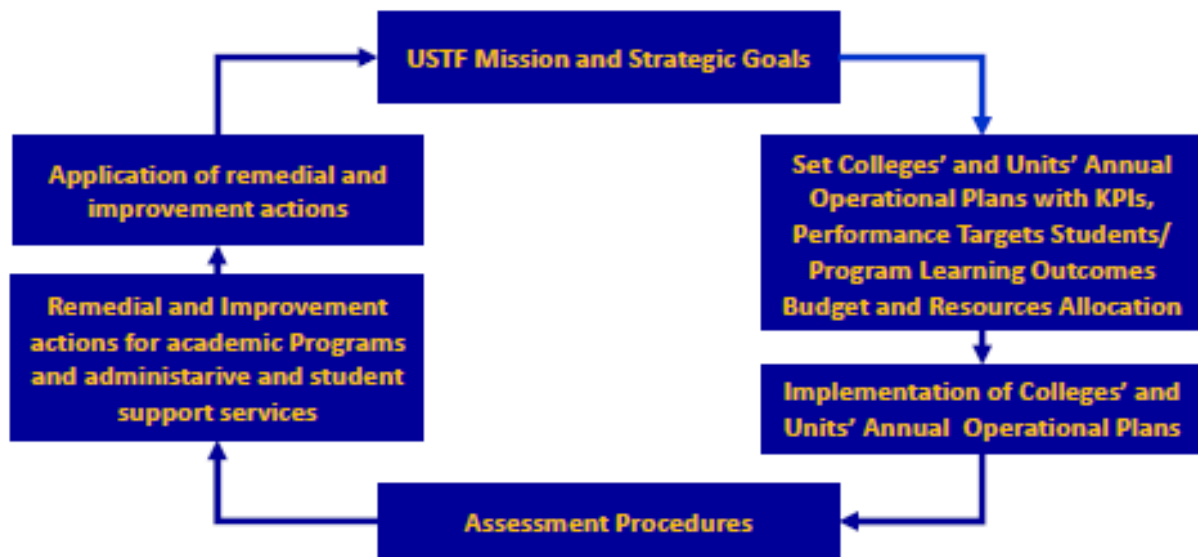 USTF Mission and Strategic Goals
Set Colleges’ and Units’ Annual
Operational Plans with KPIs,
Performance Targets Students/
Program Learning Outcomes
Budget and Resources Allocation
Implementation of Colleges’ and
Units’ Annual Operational Plans
Assessment Procedures
Remedial and Improvement
actions for academic Programs
and administarive and student
support services
Application of remedial and
improvement actions